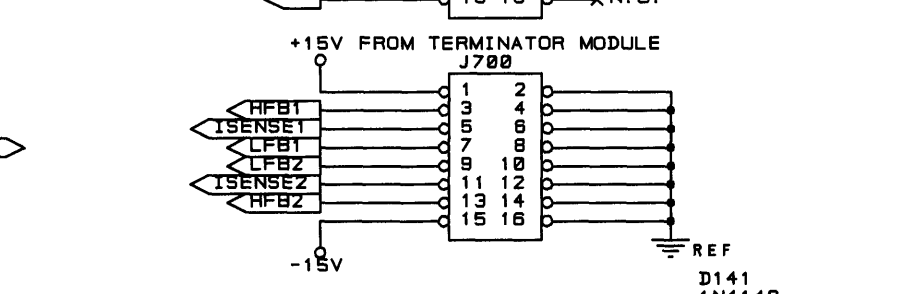 +15V FROM TERMINATOR MODULE
J700
1 2
HFB1 3 4
ISENSE1 5 6
LFB1 7 8
LFB2 9 10
ISENSE2 11 12
HFB2 13 14
15 16
-15V
REF
D141